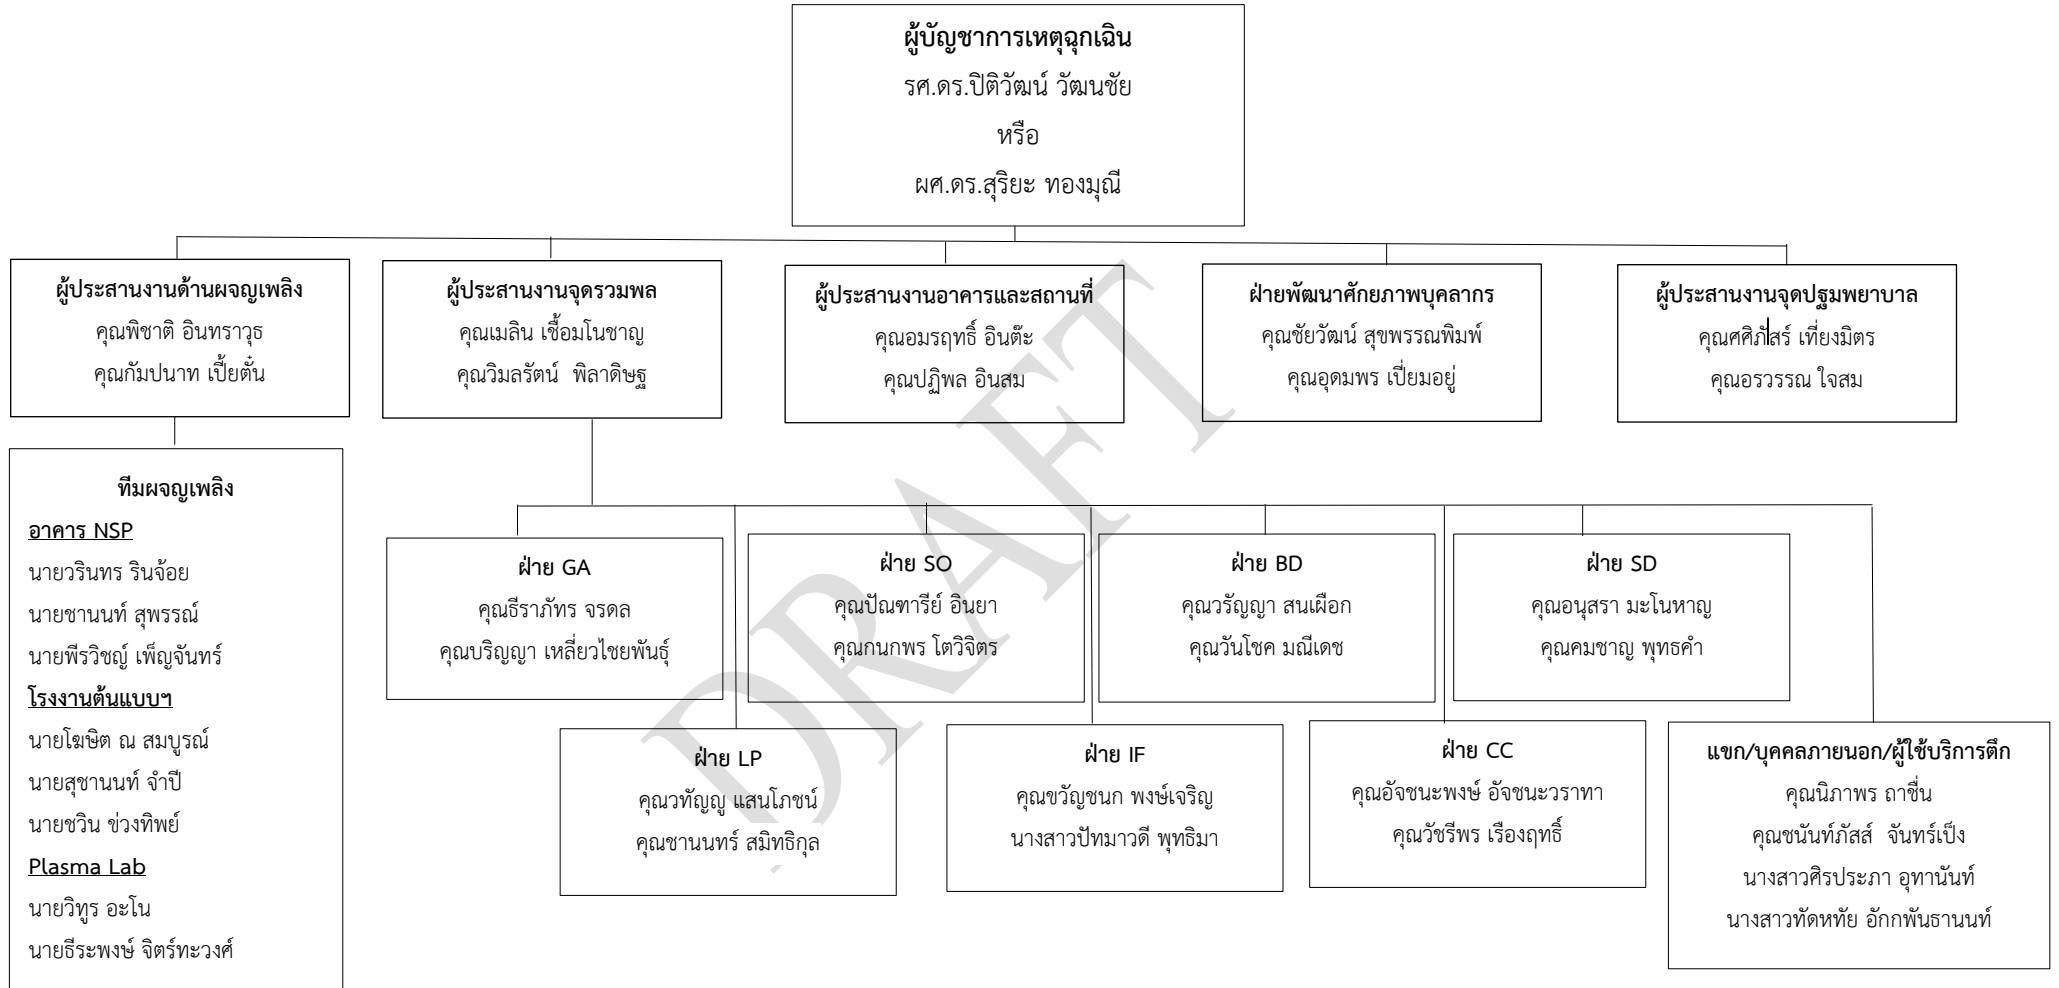 ผู้บัญชาการเหตุฉุกเฉิน
รศ.ดร.ปิติวัฒน์ วัฒนชัย
หรือ
ผศ.ดร.สุริยะ ทองมุณี
ผู้ประสานงานด้านผจญเพลิง
คุณพิชาติ อินทราวุธ
คุณกัมปนาท เปี้ยตั๋น
ผู้ประสานงานจุดรวมพล
คุณเมลิน เชื้อมโนชาญ
คุณวิมลรัตน์ พิลาดิษฐ
ผู้ประสานงานอาคารและสถานที่
คุณอมรฤทธิ์ อินต๊ะ
คุณปฏิพล อินสม
ฝ่ายพัฒนาศักยภาพบุคลากร
คุณชัยวัฒน์ สุขพรรณพิมพ์
คุณอุดมพร เปี่ยมอยู่
ผู้ประสานงานจุดปฐมพยาบาล
คุณศศิภัสร์ เที่ยงมิตร
คุณอรวรรณ ใจสม
ทีมผจญเพลิง
อาคาร NSP
นายวรินทร รินจ้อย
นายชานนท์ สุพรรณ์
นายพีรวิชญ์ เพ็ญจันทร์
โรงงานต้นแบบฯ
นายโฆษิต ณ สมบูรณ์
นายสุชานนท์ จำปี
นายชวิน ข่วงทิพย์
Plasma Lab
นายวิทูร อะโน
นายธีระพงษ์ จิตร์ทะวงศ์
ฝ่าย GA
คุณธีราภัทร จรดล
คุณบริญญา เหลี่ยวไชยพันธุ์
ฝ่าย SO
คุณปัณฑารีย์ อินยา
คุณกนกพร โตวิจิตร
ฝ่าย BD
คุณวรัญญา สนเผือก
คุณวันโชค มณีเดช
ฝ่าย SD
คุณอนุสรา มะโนหาญ
คุณคมชาญ พุทธคำ
ฝ่าย LP
คุณวทัญญู แสนโภชน์
คุณชานนทร์ สมิทธิกุล
ฝ่าย IF
คุณขวัญชนก พงษ์เจริญ
นางสาวปัทมาวดี พุทธิมา
ฝ่าย CC
คุณอัจชนะพงษ์ อัจชนะวราทา
คุณวัชรีพร เรืองฤทธิ์
แขก/บุคคลภายนอก/ผู้ใช้บริการตึก
คุณนิภาพร ถาชื่น
คุณชนันท์ภัสส์ จันทร์เป็ง
นางสาวศิรประภา อุทานันท์
นางสาวทัดหทัย อักกพันธานนท์
DRAFT